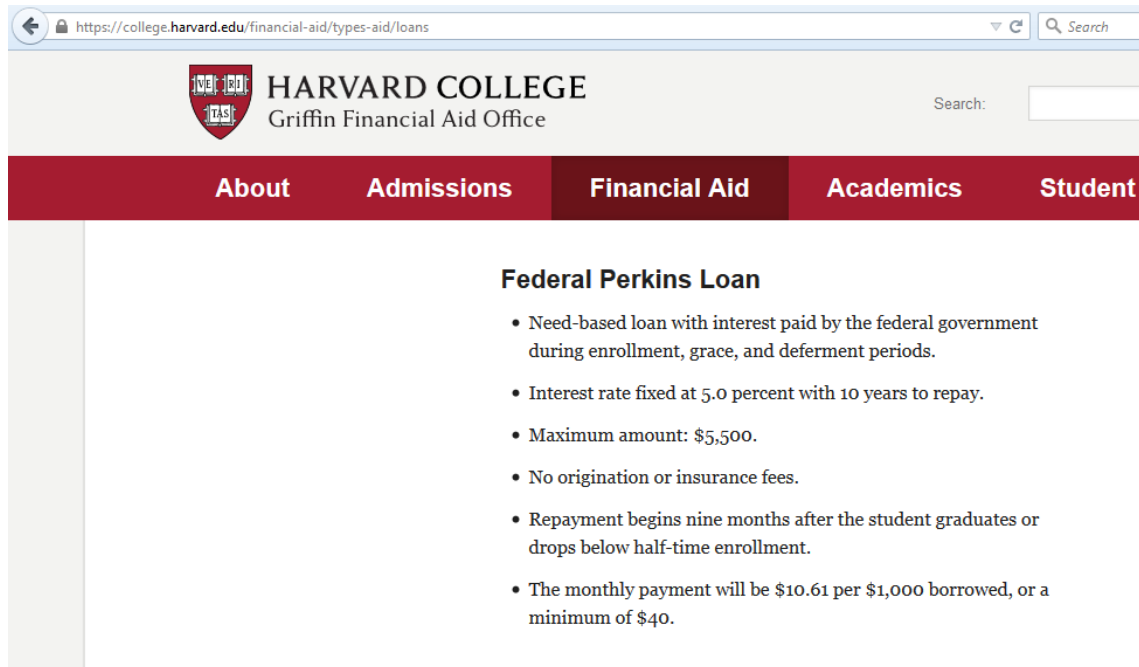 https://college.harvard.edu/financial-aid/types-aid/loans
Search
VE RI
TAS
HARVARD COLLEGE
Griffin Financial Aid Office
Search:
About Admissions Financial Aid Academics Student
Federal Perkins Loan
• Need-based loan with interest paid by the federal government
during enrollment, grace, and deferment periods.
• Interest rate fixed at 5.0 percent with 10 years to repay.
• Maximum amount: $5,500.
• No origination or insurance fees.
• Repayment begins nine months after the student graduates or
drops below half-time enrollment.
• The monthly payment will be $10.61 per $1,000 borrowed, or a
minimum of $40.